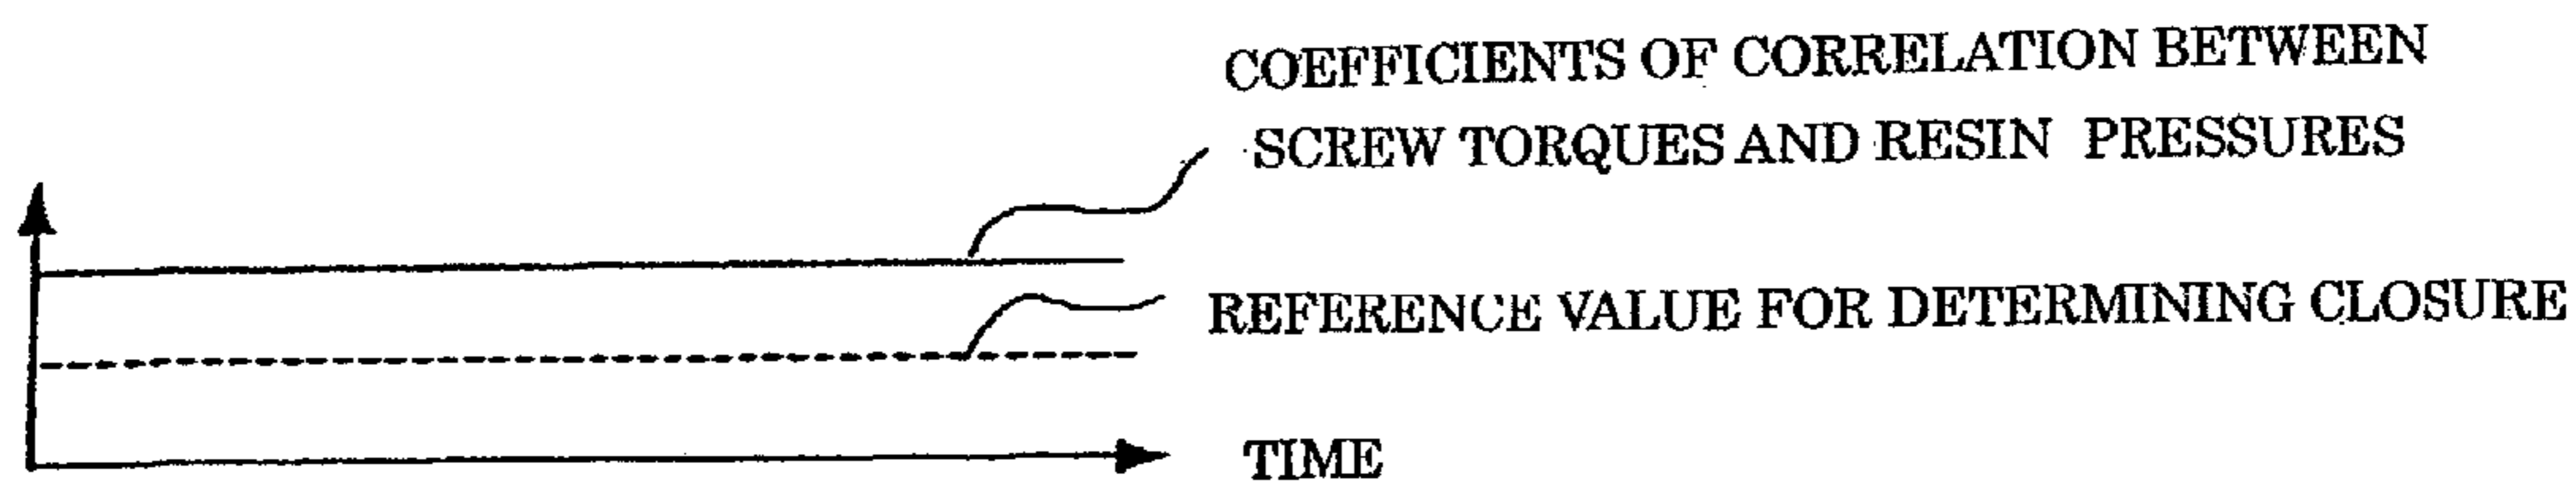 COEFFICIENTS OF CORRELATION BETWEEN
SCREW TORQUES AND RESIN PRESSURES
REFERENCE VALUE FOR DETERMINING CLOSURE
TIME